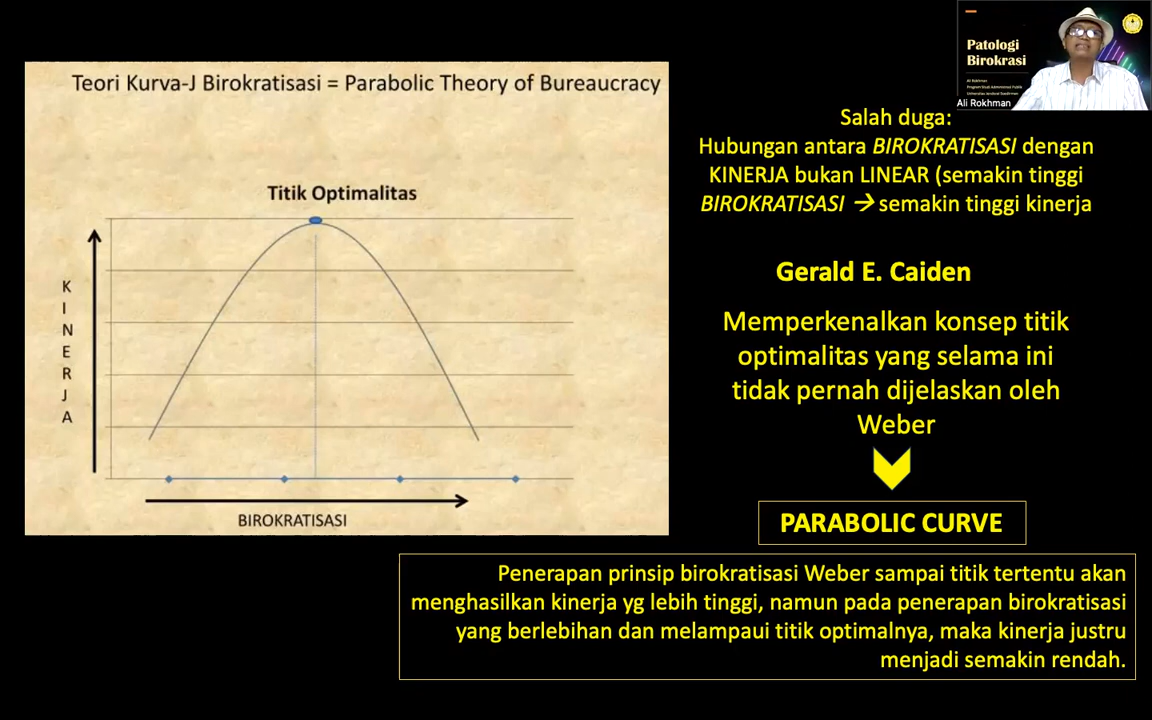 Teori Kurva-J Birokratisasi = Parabolic Theory of Bureaucracy
Titik Optimalitas
KINERJA
BIROKRATISASI
Patologi
Birokrasi
Ali Rokhman
Program Studi Administrasi Publik
Universitas Jenderal Soedirman
Ali Rokhman
Salah duga:
Hubungan antara BIROKRATISASI dengan
KINERJA bukan LINEAR (semakin tinggi
BIROKRATISASI → semakin tinggi kinerja
Gerald E. Caiden
Memperkenalkan konsep titik
optimalitas yang selama ini
tidak pernah dijelaskan oleh
Weber
PARABOLIC CURVE
Penerapan prinsip birokratisasi Weber sampai titik tertentu akan
menghasilkan kinerja yg lebih tinggi, namun pada penerapan birokratisasi
yang berlebihan dan melampaui titik optimalnya, maka kinerja justru
menjadi semakin rendah.